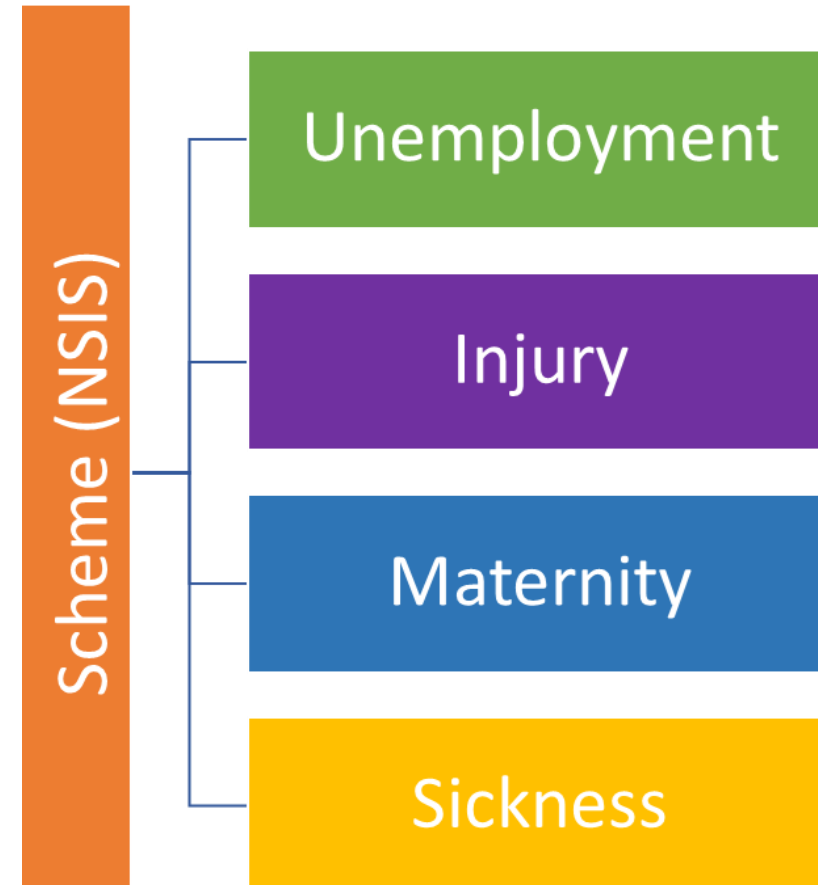 Scheme (NSIS)
Unemployment
Injury
Maternity
Sickness